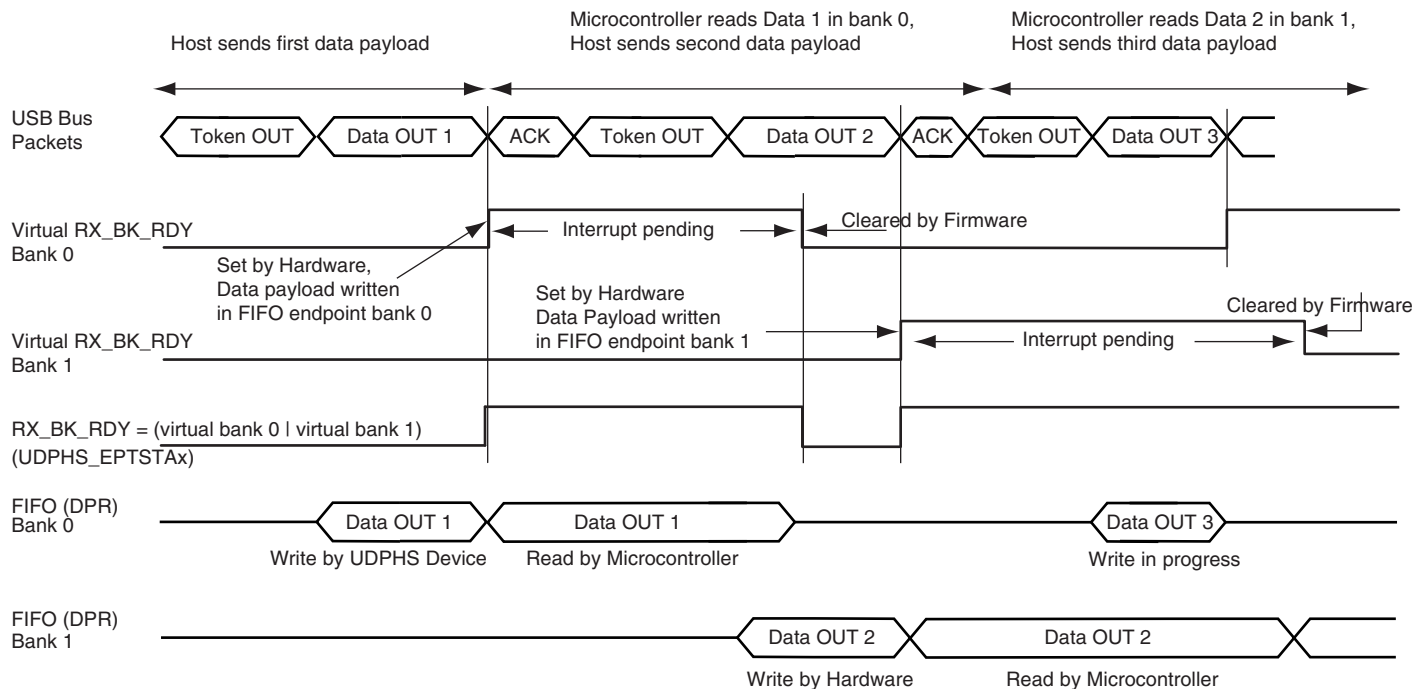 Host sends first data payload
Microcontroller reads Data 1 in bank 0,
Host sends second data payload
Microcontroller reads Data 2 in bank 1,
Host sends third data payload
USB Bus
Packets
Token OUT
Data OUT 1
ACK
Token OUT
Data OUT 2
ACK
Token OUT
Data OUT 3
Virtual RX_BK_RDY
Bank 0
Interrupt pending
Cleared by Firmware
Set by Hardware,
Data payload written
in FIFO endpoint bank 0
Set by Hardware
Data Payload written
in FIFO endpoint bank 1
Cleared by Firmware
Virtual RX_BK_RDY
Bank 1
Interrupt pending
RX_BK_RDY = (virtual bank 0 | virtual bank 1)
(UDPHS_EPTSTAx)
FIFO (DPR)
Bank 0
Data OUT 1
Data OUT 1
Data OUT 3
Write by UDPHS Device
Read by Microcontroller
Write in progress
FIFO (DPR)
Bank 1
Data OUT 2
Data OUT 2
Write by Hardware
Read by Microcontroller